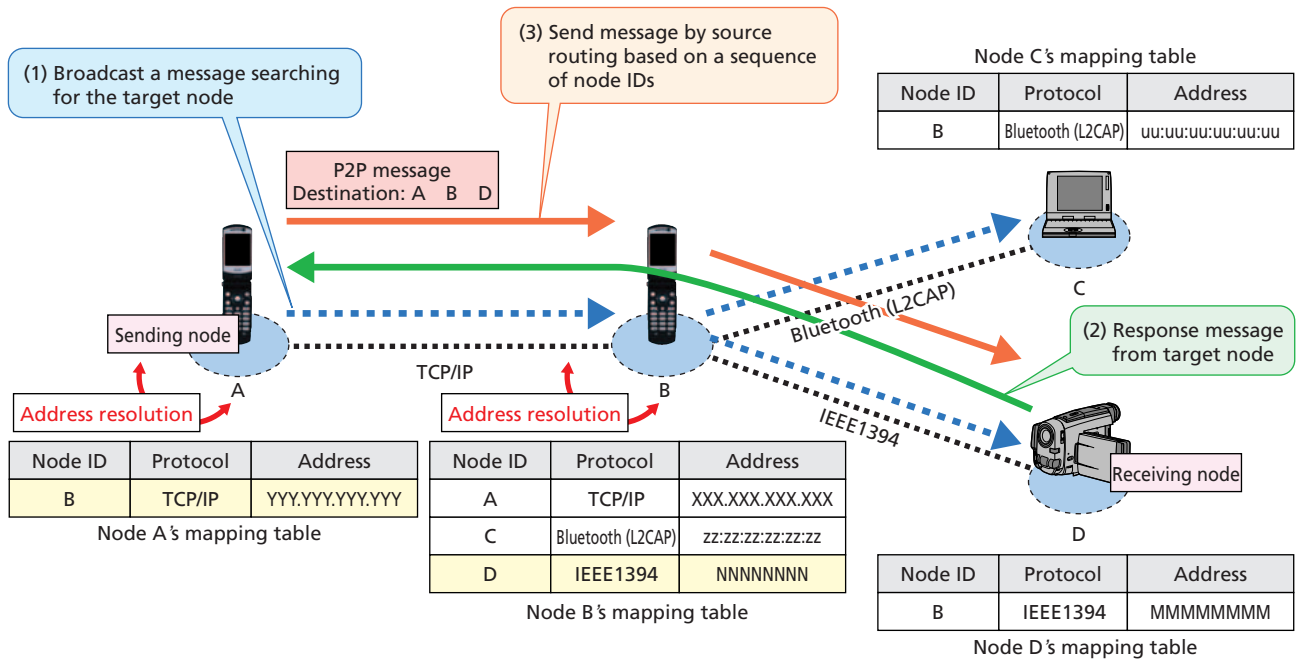 (1) Broadcast a message searching
for the target node
(3) Send message by source
routing based on a sequence
of node IDs
Node C's mapping table
Node ID Protocol Address
B Bluetooth (L2CAP) uu:uu:uu:uu:uu:uu
P2P message
Destination: A B D
Sending node
A
TCP/IP
B
Bluetooth (L2CAP)
C
(2) Response message
from target node
IEEE1394
Receiving node
D
Address resolution
Address resolution
Node ID Protocol Address
B TCP/IP YYY.YYY.YYY.YYY
Node A's mapping table
Node ID Protocol Address
A TCP/IP XXX.XXX.XXX.XXX
C Bluetooth (L2CAP) zz:zz:zz:zz:zz:zz
D IEEE1394 NNNNNNNN
Node B's mapping table
Node ID Protocol Address
B IEEE1394 MMMMMMMM
Node D's mapping table